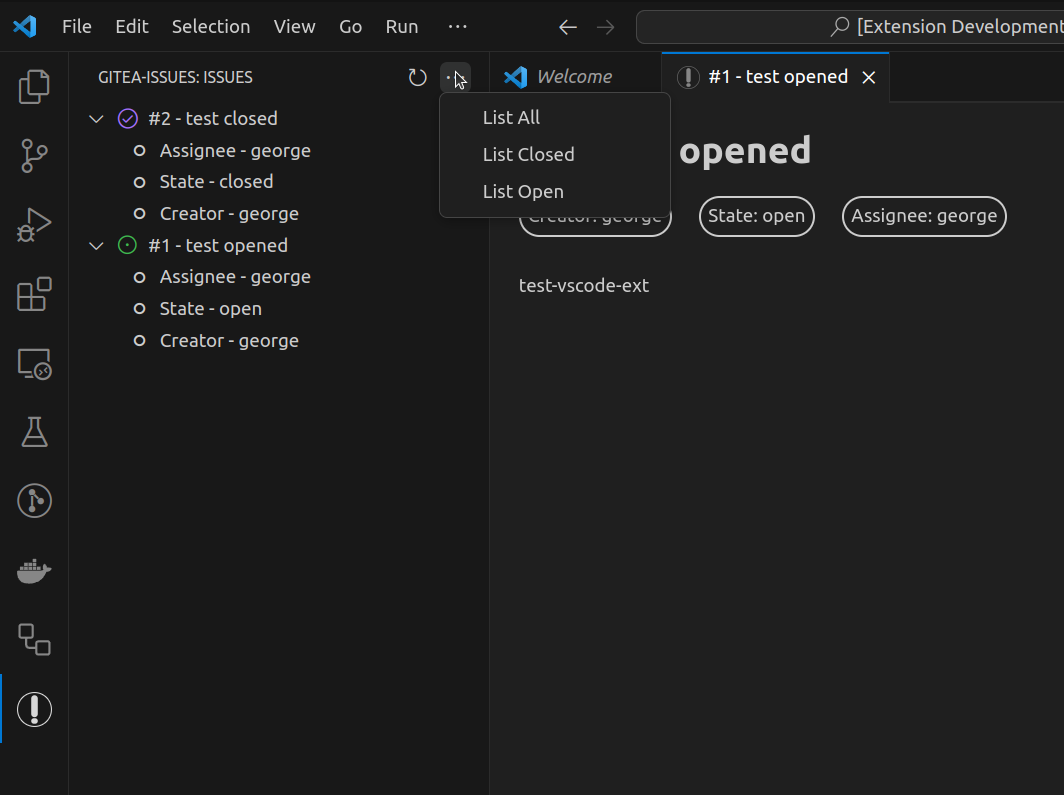 File Edit Selection View Go Run ...
[Extension Development
GITEA-ISSUES: ISSUES
Welcome
#1 - test opened
List All
List Closed
List Open
#2 - test closed
Assignee - george
State - closed
Creator - george
#1 - test opened
Assignee - george
State - open
Creator - george
opened
Creator: george
State: open
Assignee: george
test-vscode-ext